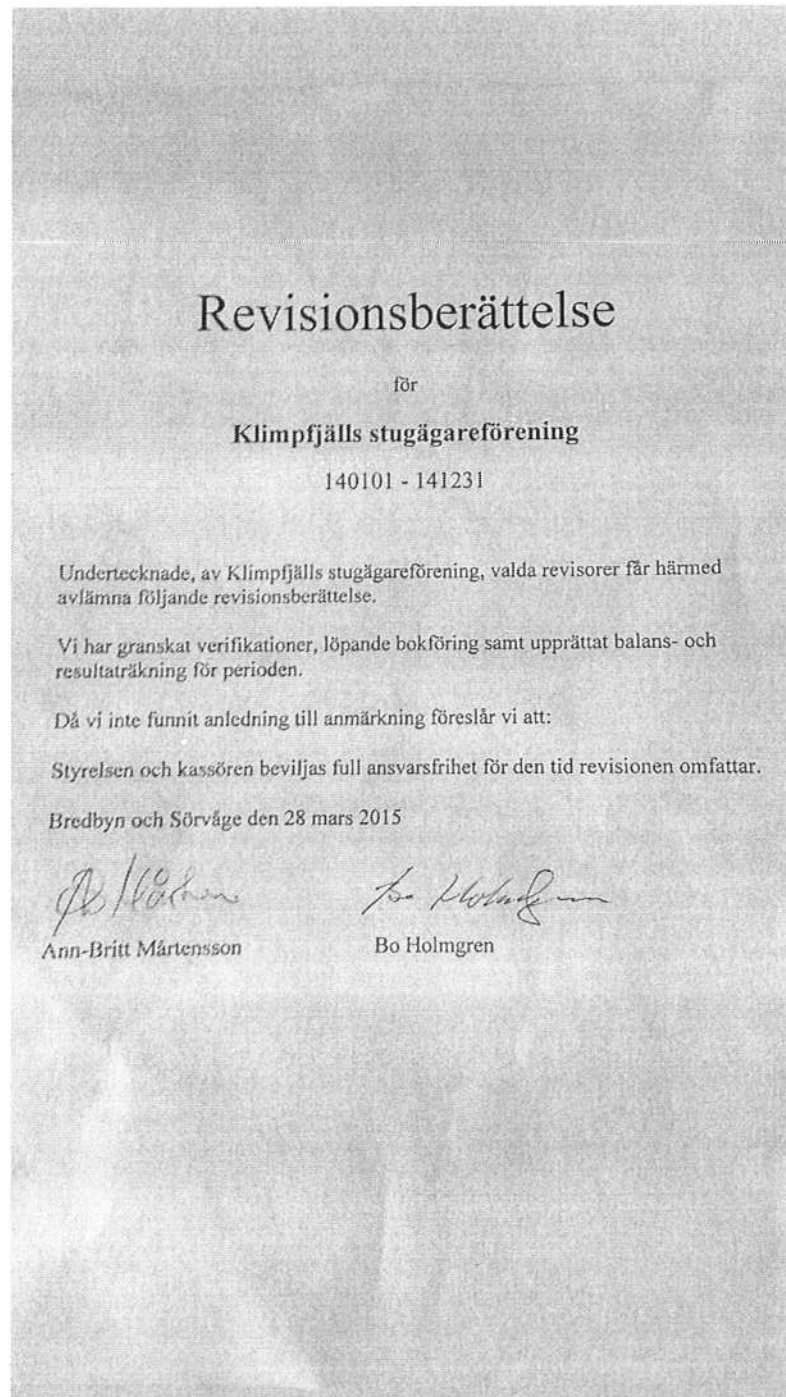 Revisionsberättelse
för
Klimpfjälls stugägareförening
140101 - 141231
Undertecknade, av Klimpfjälls stugägareförening, valda revisorer får härmed
avlämna följande revisionsberättelse.
Vi har granskat verifikationer, löpande bokföring samt upprättat balans- och
resultaträkning för perioden.
Då vi inte funnit anledning till anmärkning föreslår vi att:
Styrelsen och kassören beviljas full ansvarsfrihet för den tid revisionen omfattar.
Bredbyn och Sörvåge den 28 mars 2015
Bo Holmgren
Ann-Britt Mårtensson Bo Holmgren